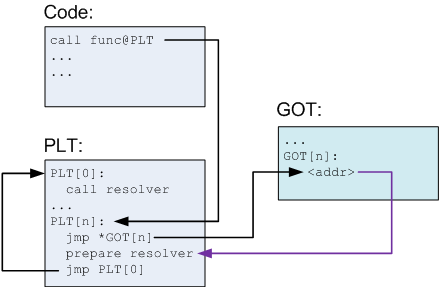 Code:
call func@PLT
...
...
PLT:
PLT[0]:
call resolver
...
PLT[n]:
jmp *GOT[n]
prepare resolver
jmp PLT[0]
GOT:
...
GOT[n]:
<addr>